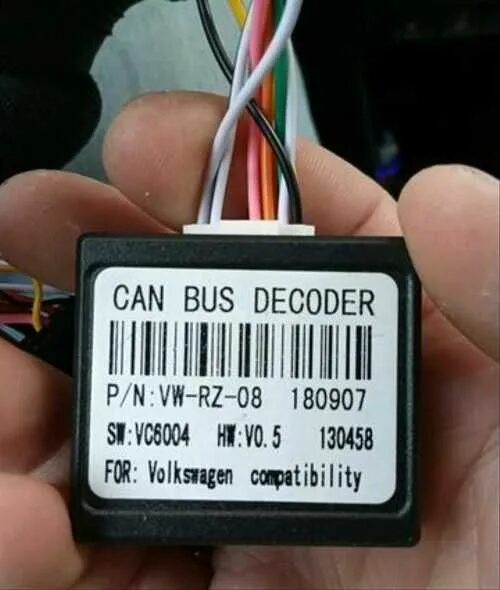 CAN BUS DECODER
P/N:VW-RZ-08 180907
SW:VC6004 HW:V0.5 130458
FOR: Volkswagen compatibility